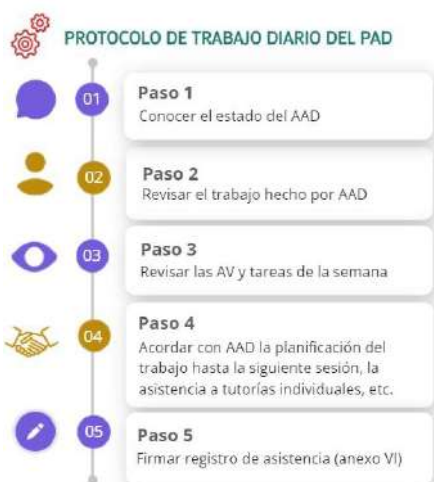 PROTOCOLO DE TRABAJO DIARIO DEL PAD
01
Paso 1
Conocer el estado del AAD
02
Paso 2
Revisar el trabajo hecho por AAD
03
Paso 3
Revisar las AV y tareas de la semana
04
Paso 4
Acordar con AAD la planificación del
trabajo hasta la siguiente sesión, la
asistencia a tutorías individuales, etc.
05
Paso 5
Firmar registro de asistencia (anexo VI)